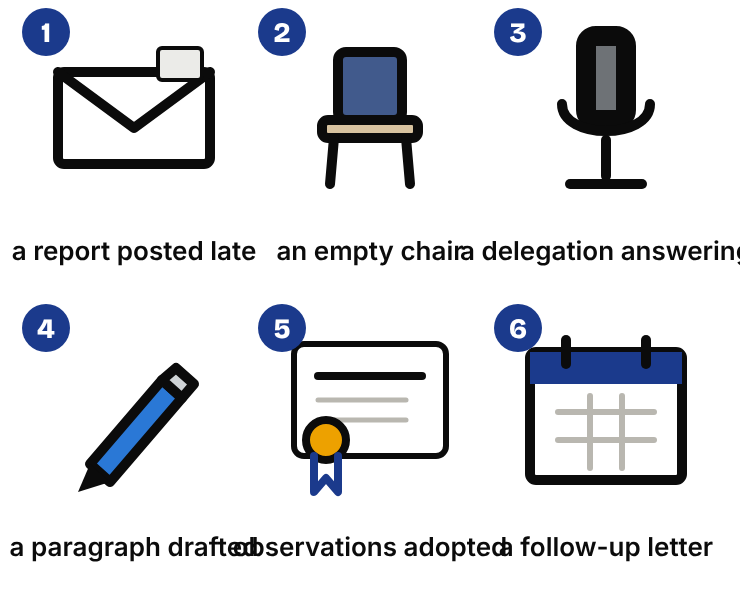 1
2
3
a report posted late
an empty chair
a delegation answering
4
5
6
a paragraph drafted
observations adopted
a follow-up letter